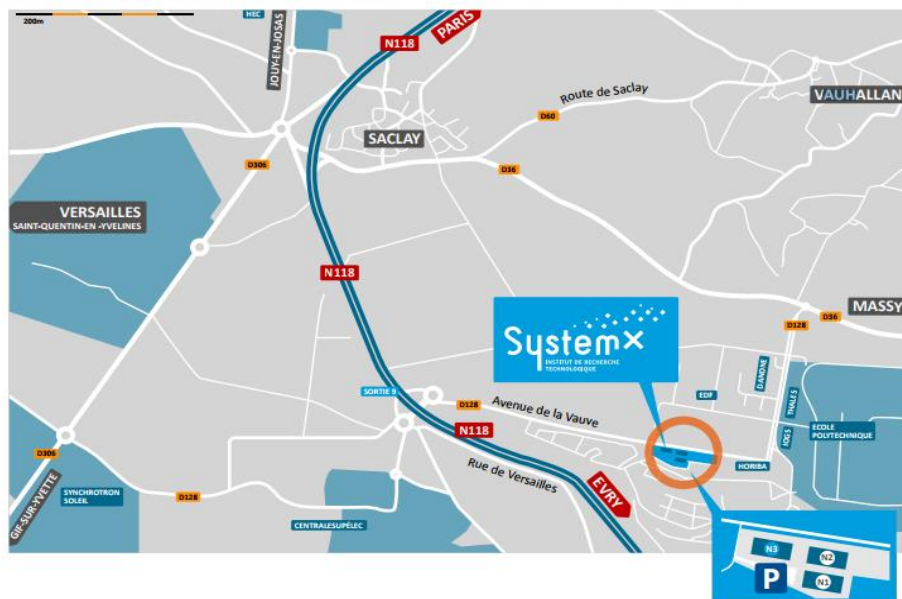 200m
HEC
JOUY-EN-JOSAS
N118
PARIS
Route de Saclay
VAUHALLAN
D60
SACLAY
D306
D36
VERSAILLES
SAINT-QUENTIN-EN-YVELINES
N118
MASSY
D36
D128
Systemx
INSTITUT DE RECHERCHE
TECHNOLOGIQUE
DANONE
THALES
EDF
SORTIE 9
D128
Avenue de la Vauve
N118
ECOLE
POLYTECHNIQUE
IOGS
D306
Rue de Versailles
HORIBA
EVRY
SYNCHROTRON
SOLEIL
D128
GIF-SUR-YVETTE
CENTRALESUPÉLEC
N3
N2
P
N1